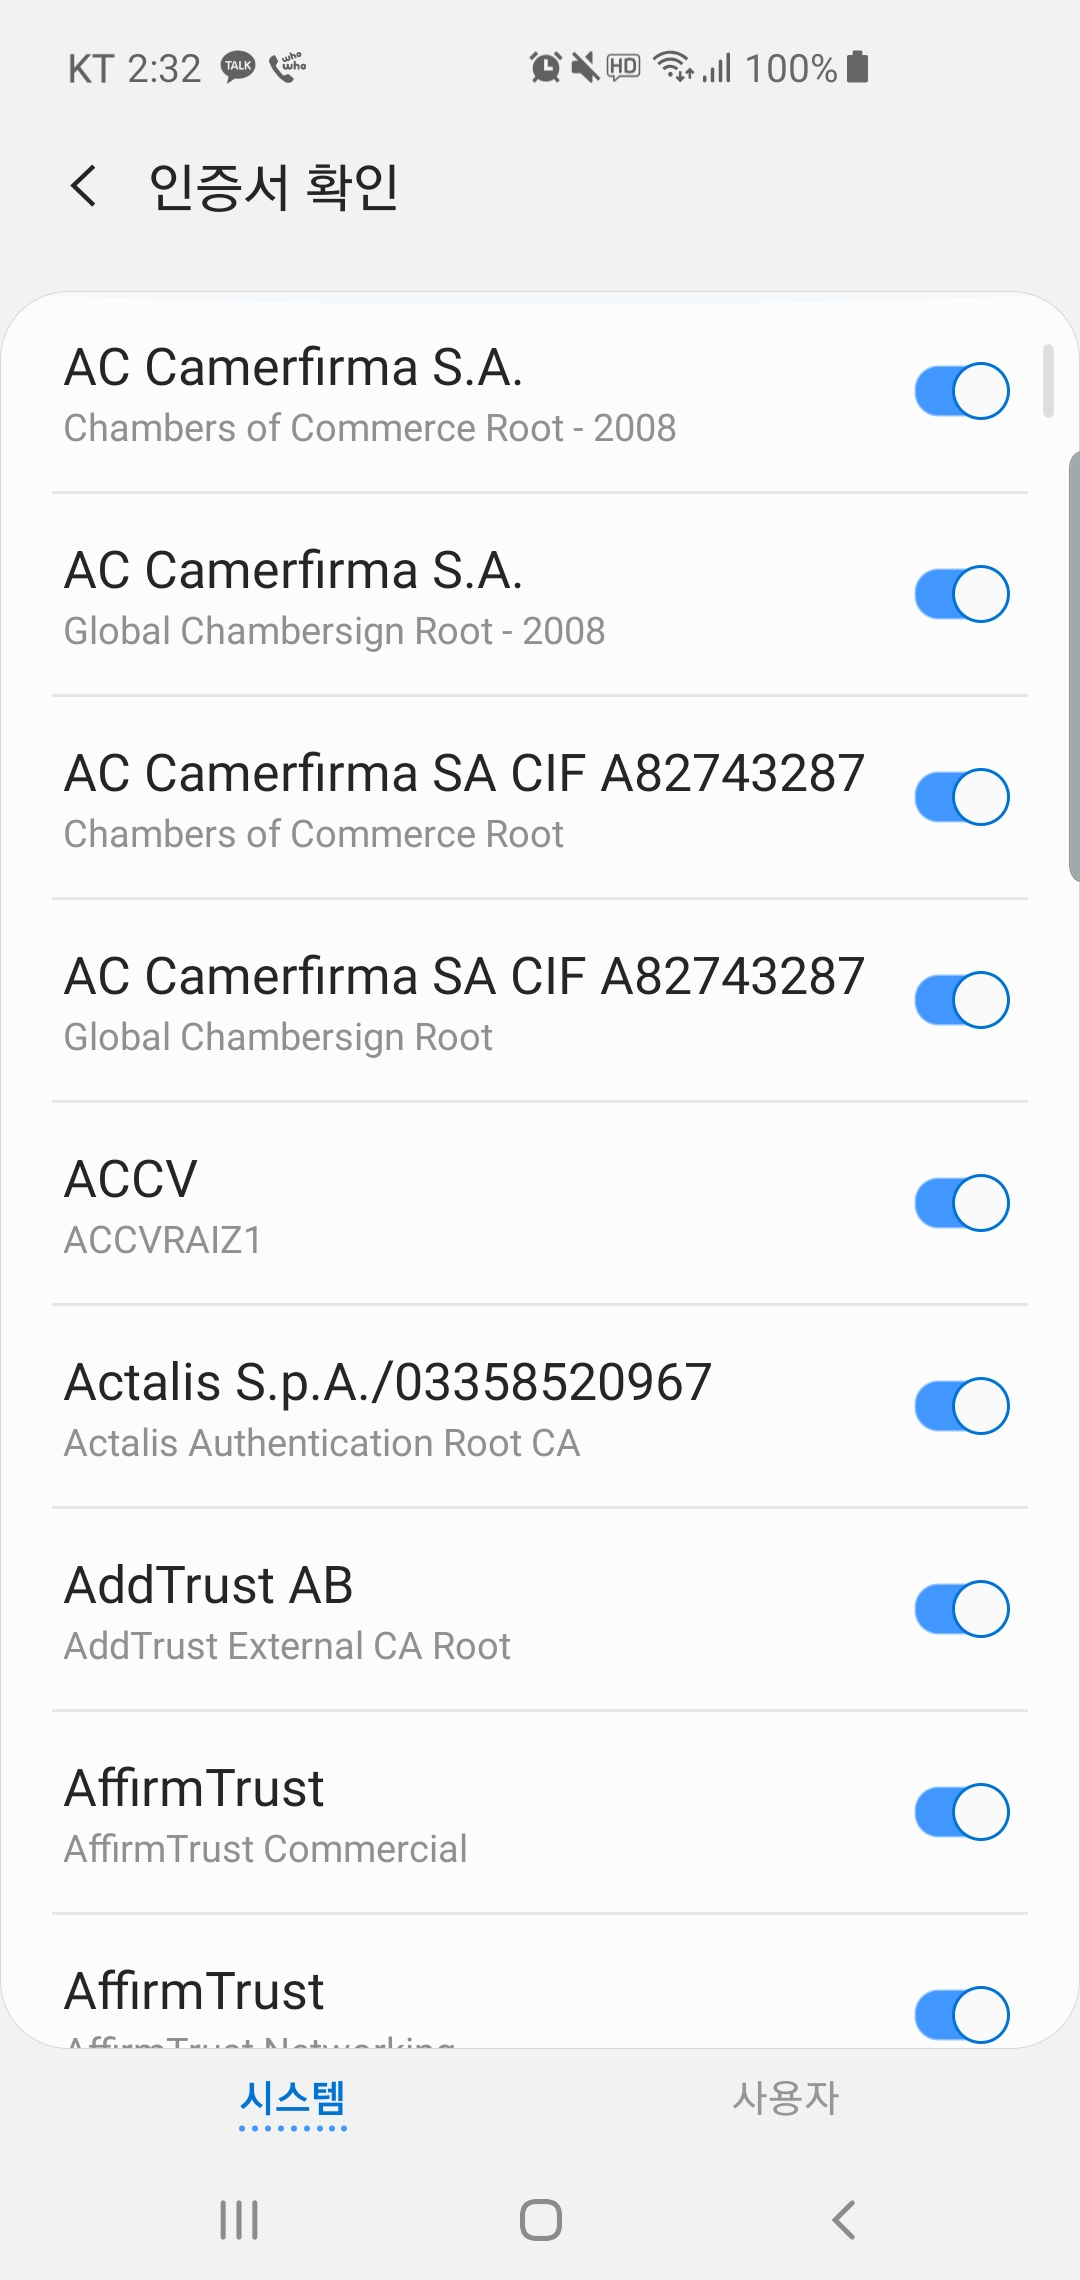 KT 2:32 TALK who who HD 100%
인증서 확인
AC Camerfirma S.A.
Chambers of Commerce Root - 2008
AC Camerfirma S.A.
Global Chambersign Root - 2008
AC Camerfirma SA CIF A82743287
Chambers of Commerce Root
AC Camerfirma SA CIF A82743287
Global Chambersign Root
ACCV
ACCVRAIZ1
Actalis S.p.A./03358520967
Actalis Authentication Root CA
AddTrust AB
AddTrust External CA Root
AffirmTrust
AffirmTrust Commercial
AffirmTrust
AffirmTrust Networking
시스템 사용자